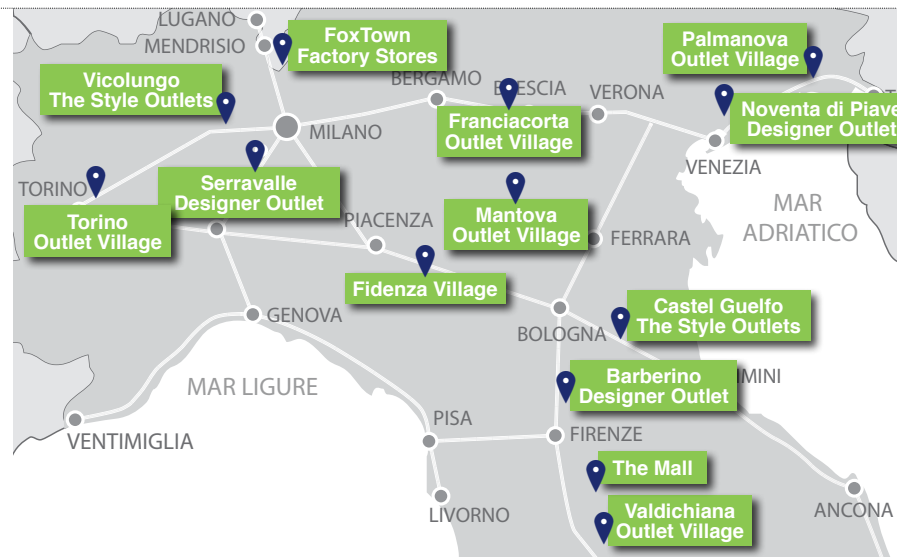 LUGANO
MENDRISIO
FoxTown
Factory Stores
Palmanova
Outlet Village
Vicolungo
The Style Outlets
BERGAMO
VERONA
Noventa di Piave
Designer Outlet
MILANO
Franciacorta
Outlet Village
VENEZIA
TORINO
Serravalle
Designer Outlet
Torino
Outlet Village
PIACENZA
Mantova
Outlet Village
FERRARA
MAR
ADRIATICO
Fidenza Village
GENOVA
BOLOGNA
Castel Guelfo
The Style Outlets
MAR LIGURE
Barberino
Designer Outlet
VENTIMIGLIA
PISA
FIRENZE
The Mall
LIVORNO
Valdichiana
Outlet Village
ANCONA